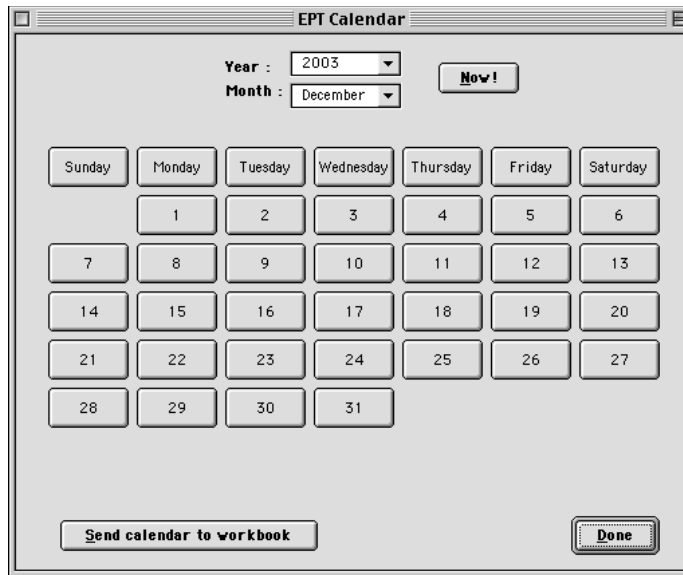 EPT Calendar
Year : 2003
Now!
Month : December
Sunday Monday Tuesday Wednesday Thursday Friday Saturday
1 2 3 4 5 6
7 8 9 10 11 12 13
14 15 16 17 18 19 20
21 22 23 24 25 26 27
28 29 30 31
Send calendar to workbook Done